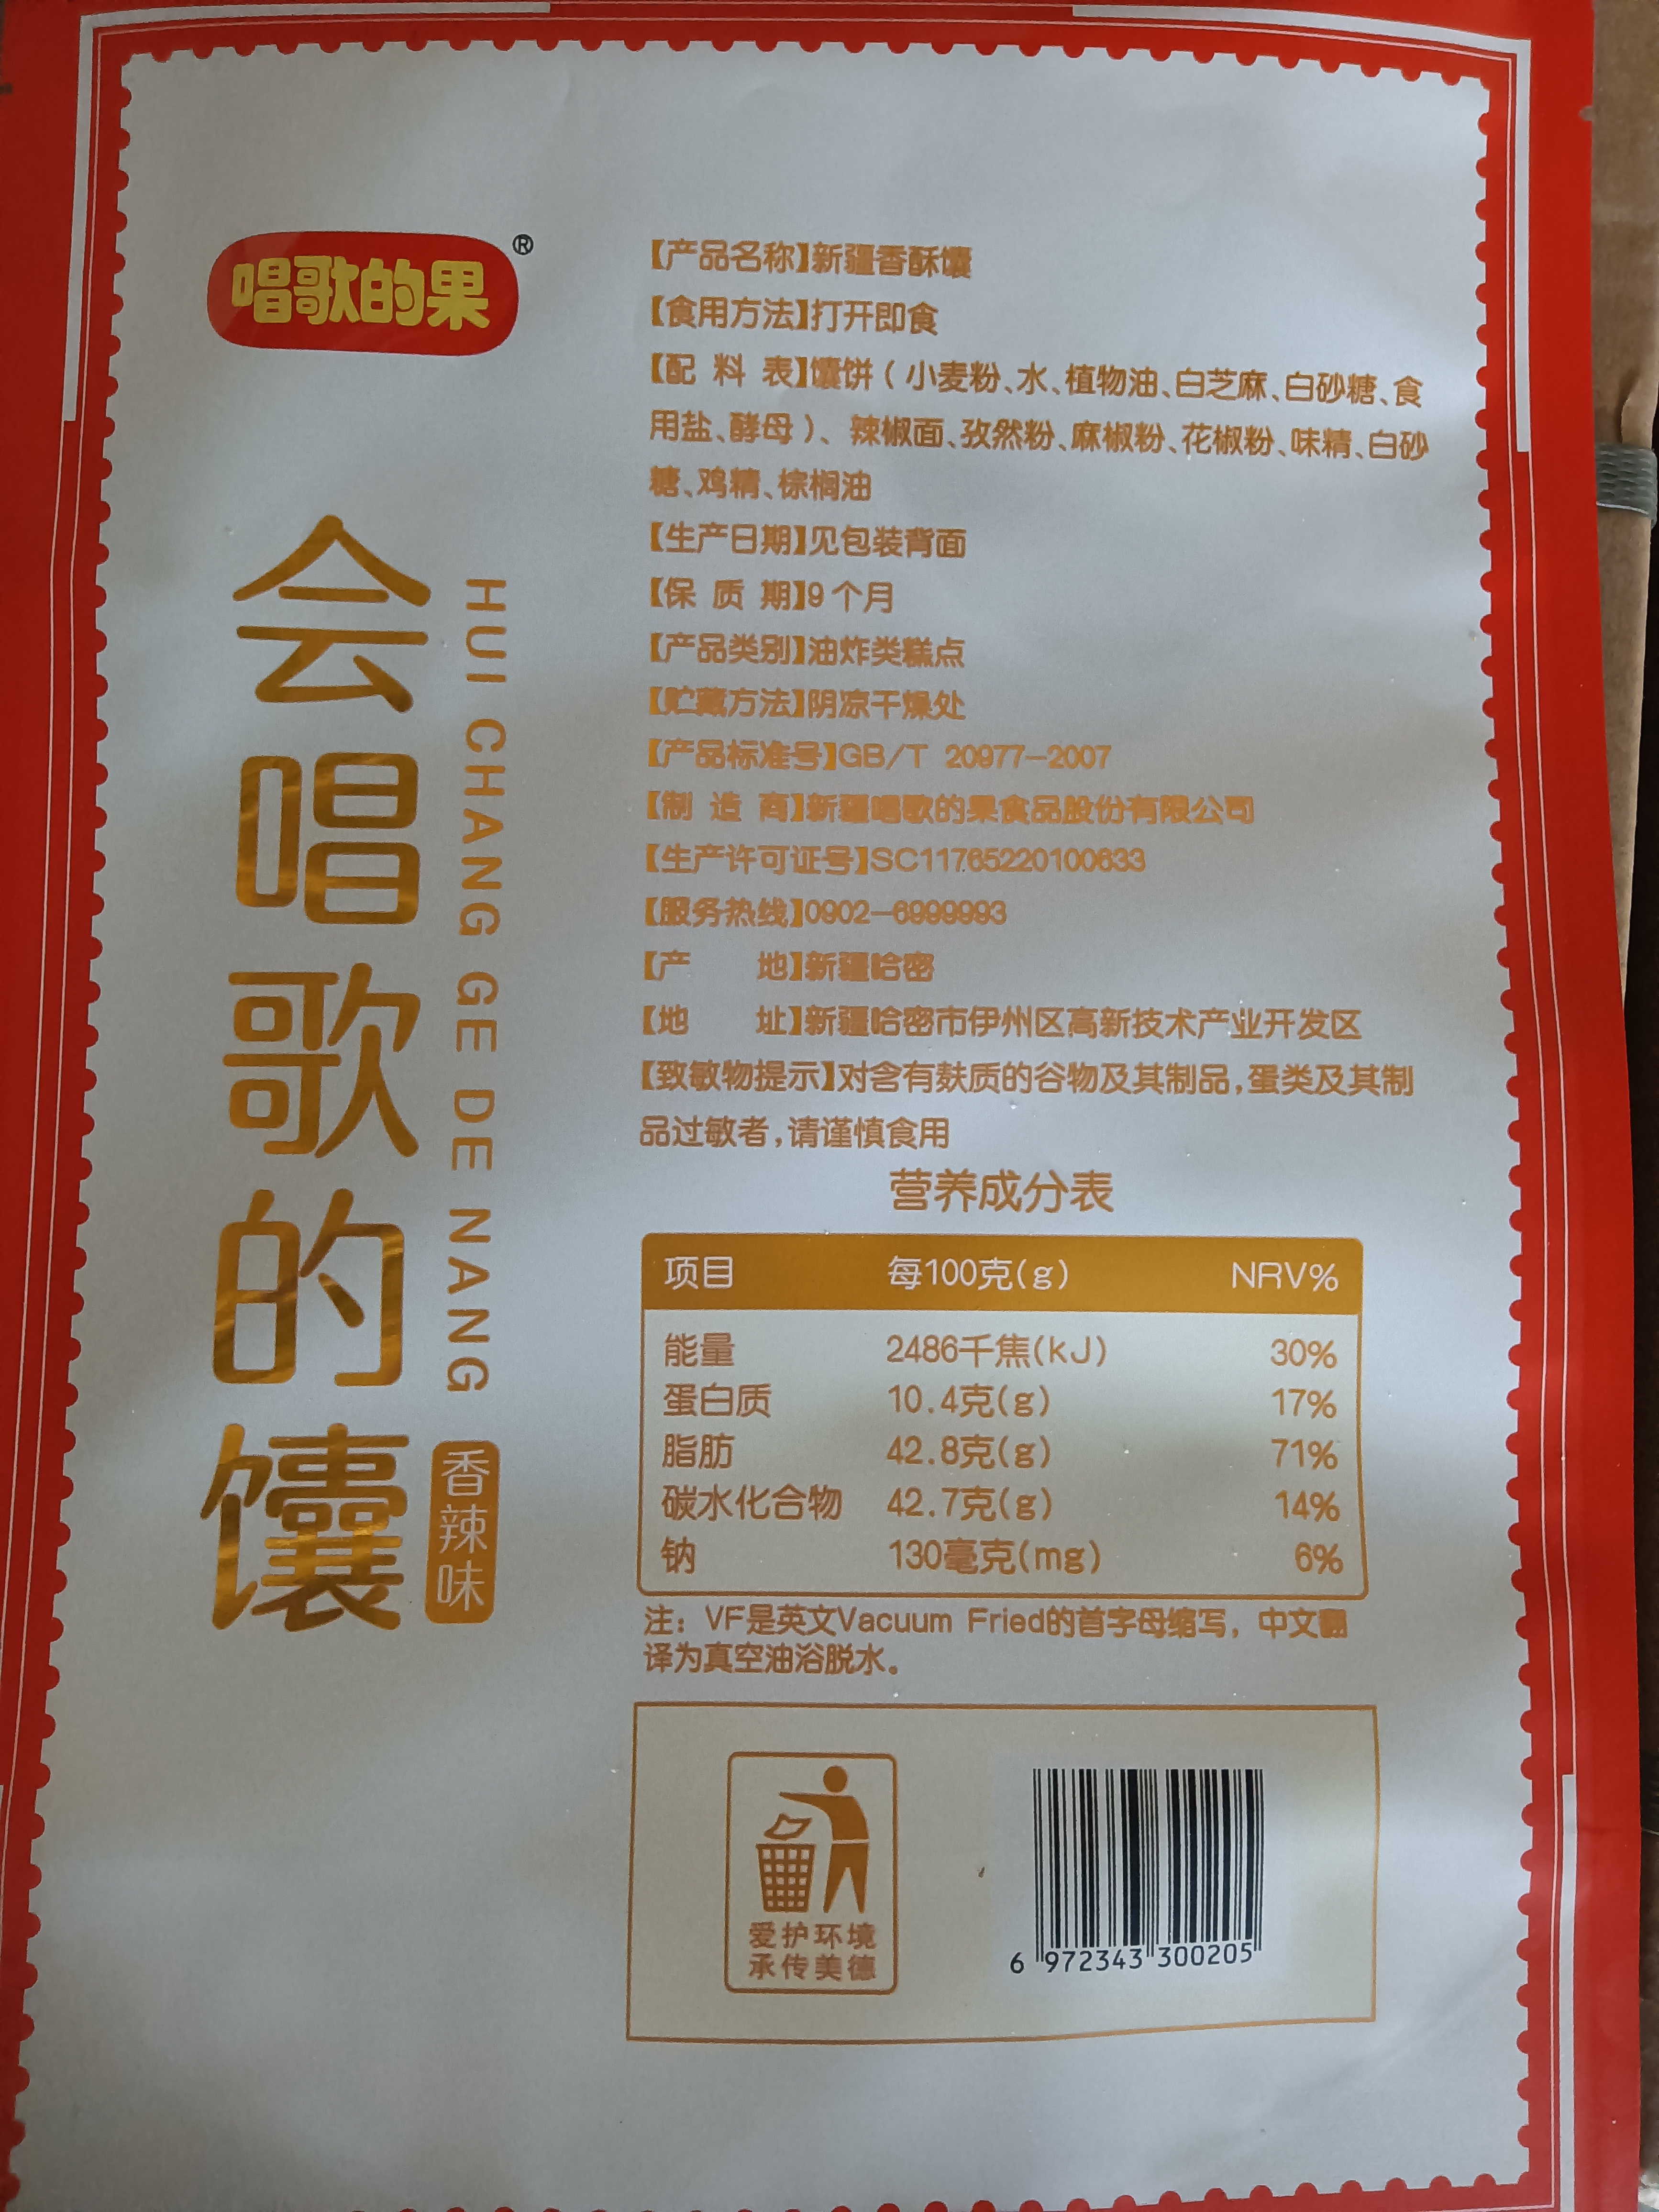 唱歌的果®
会唱歌的馕
HUI CHANG GE DE NANG
香辣味
【产品名称】新疆香酥馕
【食用方法】打开即食
【配 料 表】馕饼（小麦粉、水、植物油、白芝麻、白砂糖、食
用盐、酵母）、辣椒面、孜然粉、麻椒粉、花椒粉、味精、白砂
糖、鸡精、棕榈油
【生产日期】见包装背面
【保 质 期】9个月
【产品类别】油炸类糕点
【贮藏方法】阴凉干燥处
【产品标准号】GB/T 20977-2007
【制 造 商】新疆唱歌的果食品股份有限公司
【生产许可证号】SC11765220100633
【服务热线】0902-6999993
【产 地】新疆哈密
【地 址】新疆哈密市伊州区高新技术产业开发区
【致敏物提示】对含有麸质的谷物及其制品,蛋类及其制
品过敏者,请谨慎食用
营养成分表
项目 每100克(g) NRV%
能量 2486千焦(kJ) 30%
蛋白质 10.4克(g) 17%
脂肪 42.8克(g) 71%
碳水化合物 42.7克(g) 14%
钠 130毫克(mg) 6%
注：VF是英文Vacuum Fried的首字母缩写，中文翻
译为真空油浴脱水。
爱护环境
承传美德
6 972343 300205